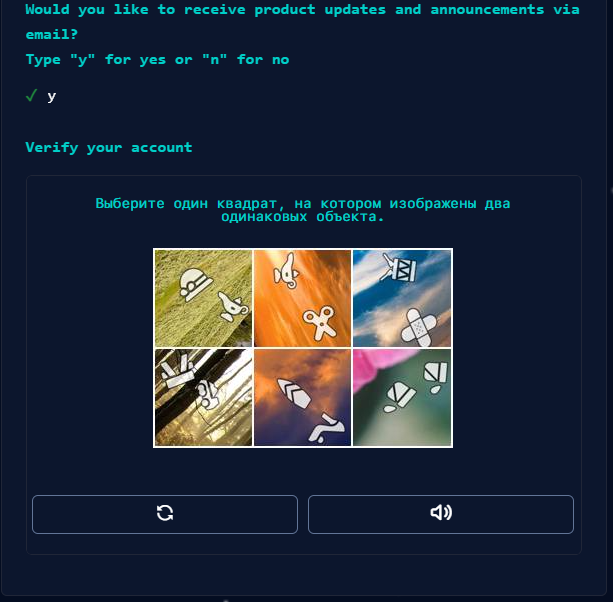 Would you like to receive product updates and announcements via
email?
Type "y" for yes or "n" for no
✓ y
Verify your account
Выберите один квадрат, на котором изображены два
одинаковых объекта.